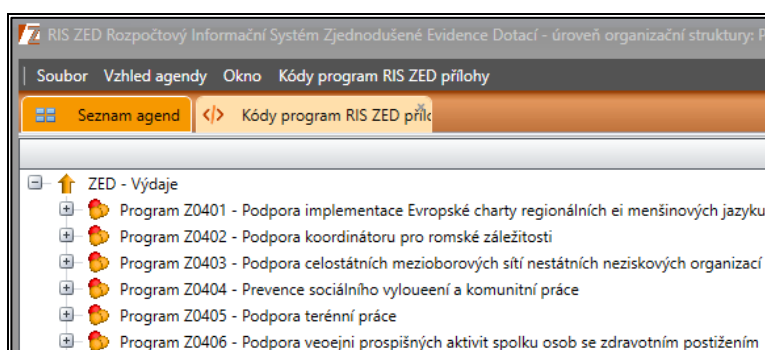 RIS ZED Rozpočtový Informační Systém Zjednodušené Evidence Dotací - úroveň organizační struktury: P
Soubor Vzhled agendy Okno Kódy program RIS ZED přílohy
Seznam agend Kódy program RIS ZED příl
ZED - Výdaje
Program Z0401 - Podpora implementace Evropské charty regionálních ei menšinových jazyku
Program Z0402 - Podpora koordinátoru pro romské záležitosti
Program Z0403 - Podpora celostátních mezioborových sítí nestátních neziskových organizací
Program Z0404 - Prevence sociálního vyloueení a komunitní práce
Program Z0405 - Podpora terénní práce
Program Z0406 - Podpora veoejni prospišných aktivit spolku osob se zdravotním postižením